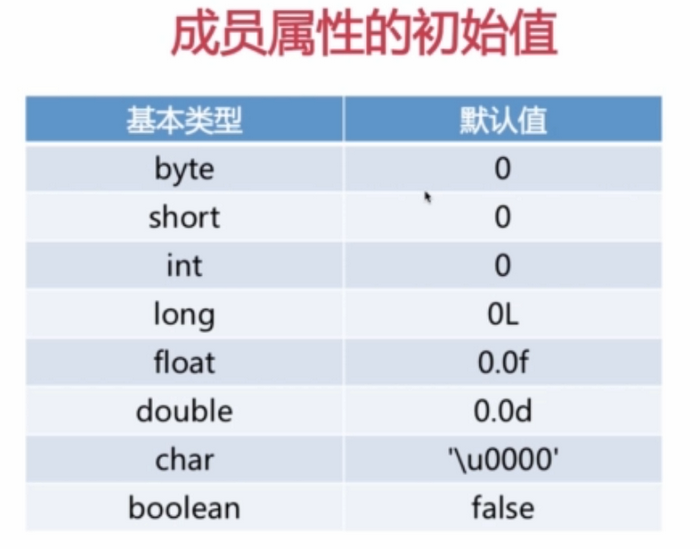 成员属性的初始值
基本类型 默认值
byte 0
short 0
int 0
long 0L
float 0.0f
double 0.0d
char '\u0000'
boolean false